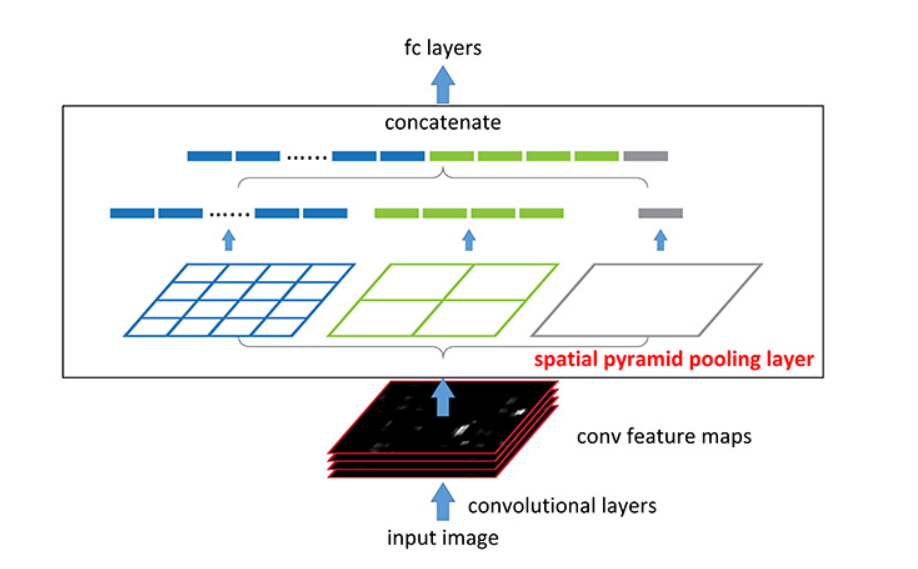 fc layers
concatenate
......
......
spatial pyramid pooling layer
conv feature maps
convolutional layers
input image